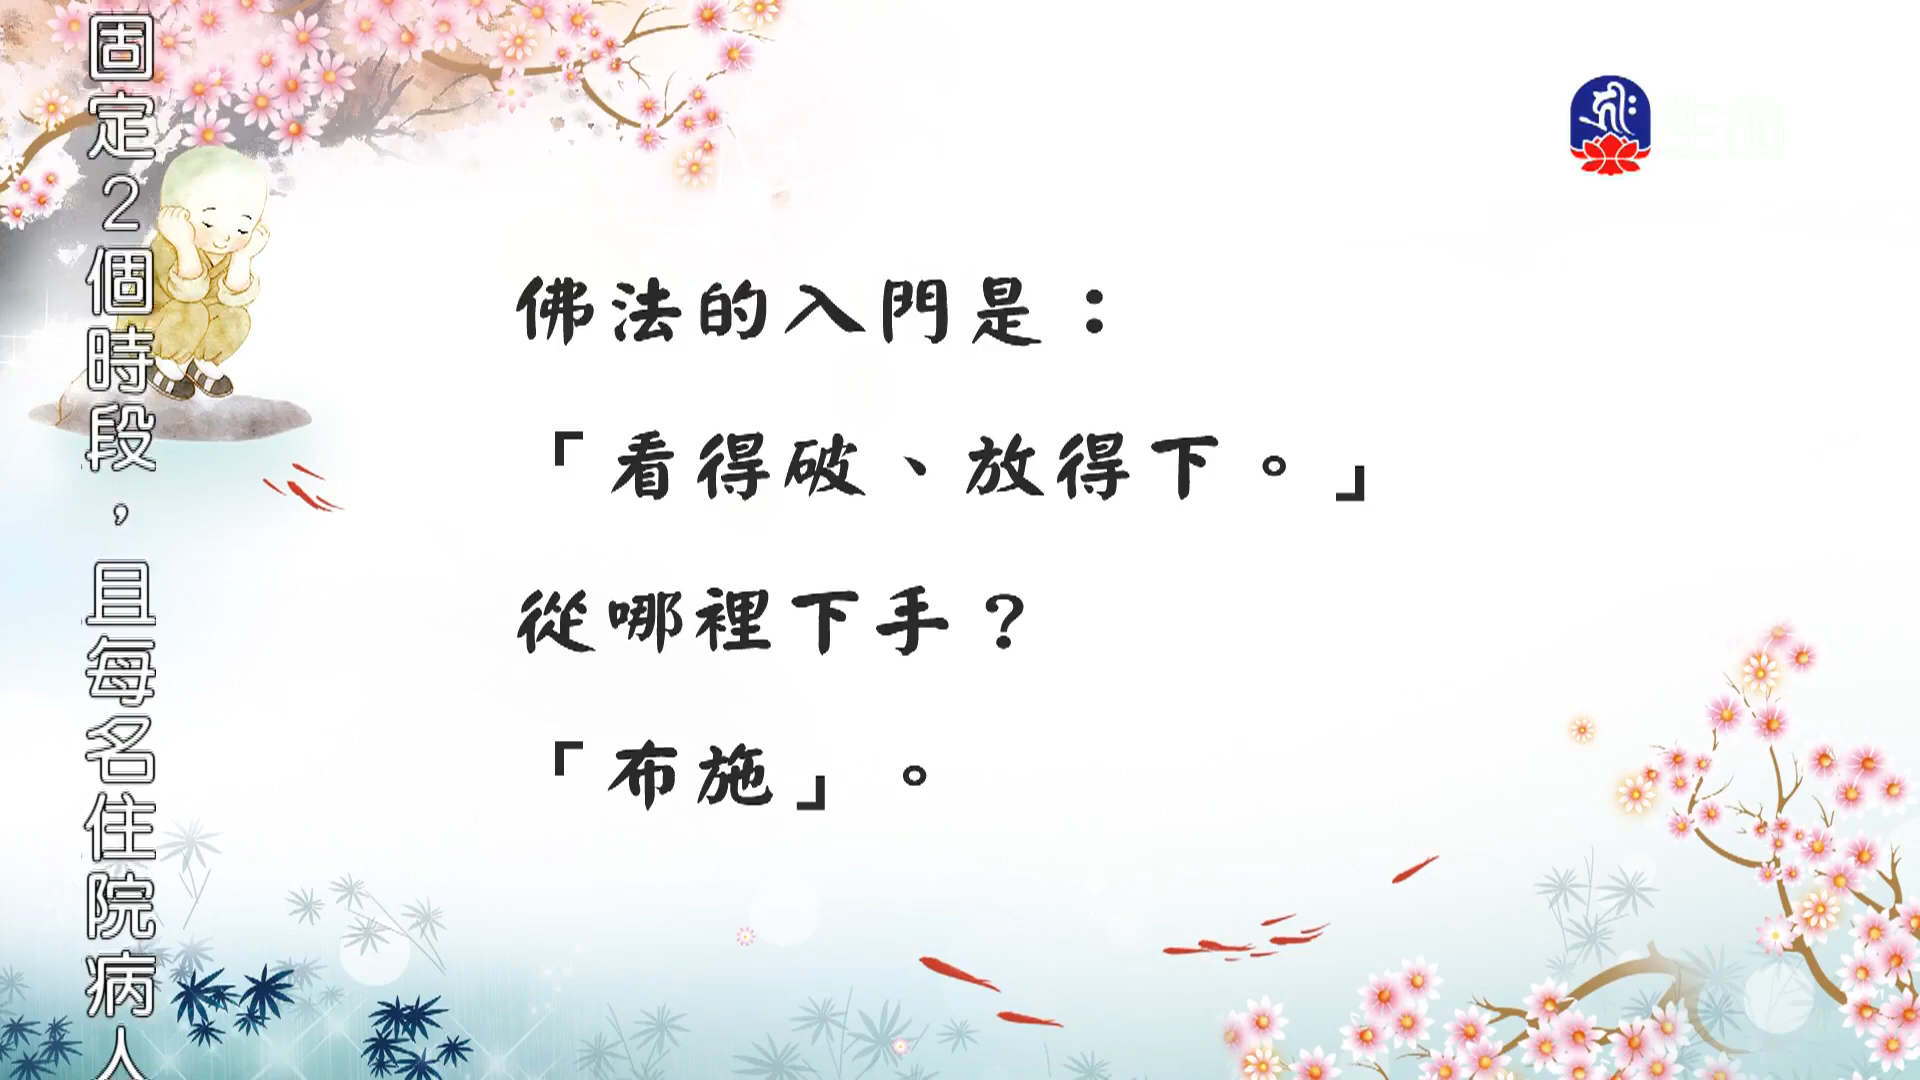 佛法的入門是：
「看得破、放得下。」
從哪裡下手？
「布施」。
固定2個時段，且每名住院病人